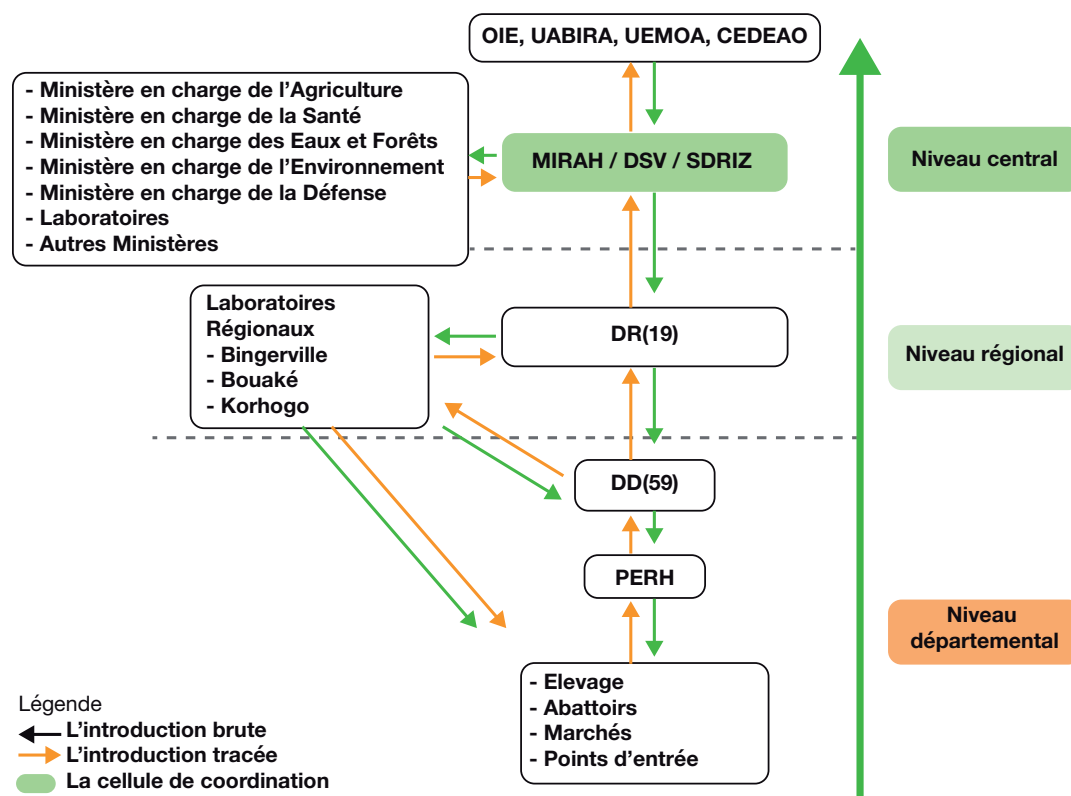 OIE, UABIRA, UEMOA, CEDEAO
- Ministère en charge de l'Agriculture
- Ministère en charge de la Santé
- Ministère en charge des Eaux et Forêts
- Ministère en charge de l'Environnement
- Ministère en charge de la Défense
- Laboratoires
- Autres Ministères
MIRAH / DSV / SDRIZ
Niveau central
Laboratoires
Régionaux
- Bingerville
- Bouaké
- Korhogo
DR(19)
Niveau régional
DD(59)
PERH
Niveau
départemental
- Elevage
- Abattoirs
- Marchés
- Points d'entrée
Légende
L'introduction brute
L'introduction tracée
La cellule de coordination